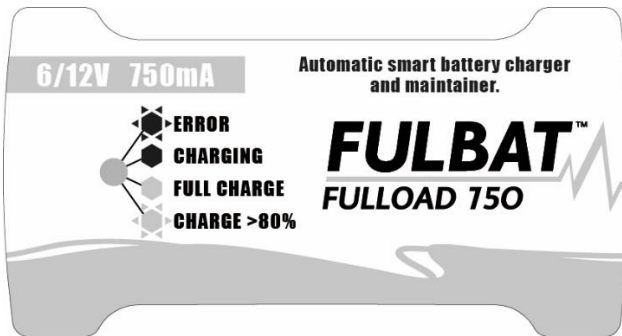 6/12V 750mA
Automatic smart battery charger
and maintainer.
ERROR
CHARGING
FULL CHARGE
CHARGE >80%
FULBAT™
FULLOAD 750